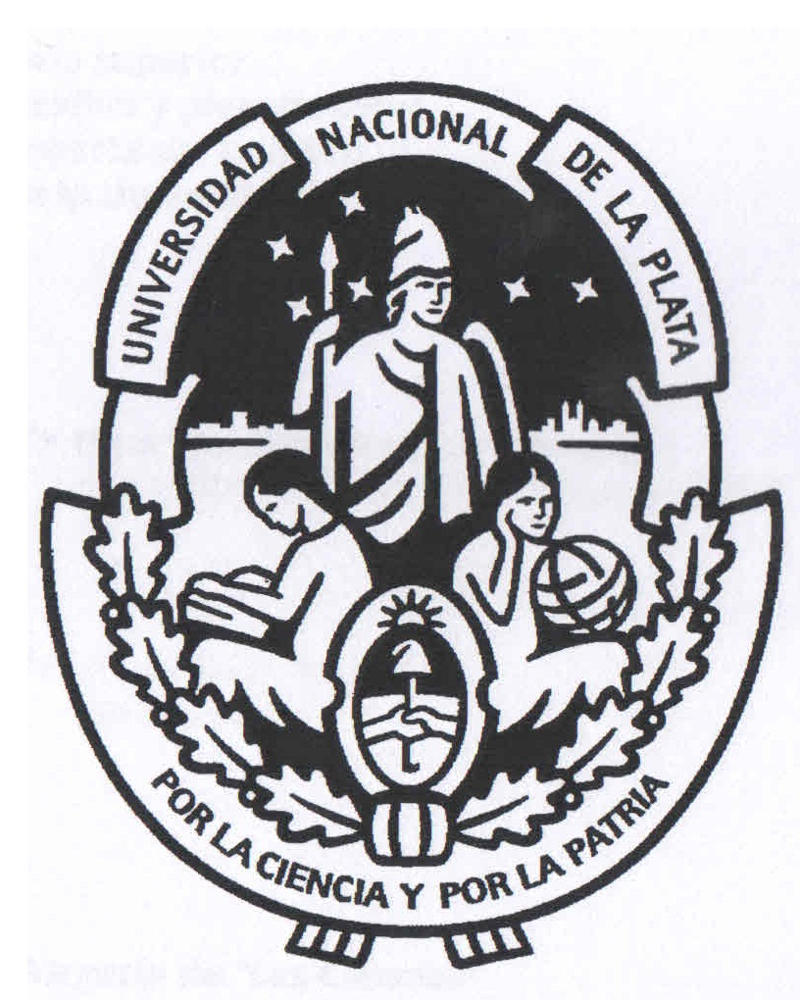 UNIVERSIDAD NACIONAL DE LA PLATA
POR LA CIENCIA Y POR LA PATRIA